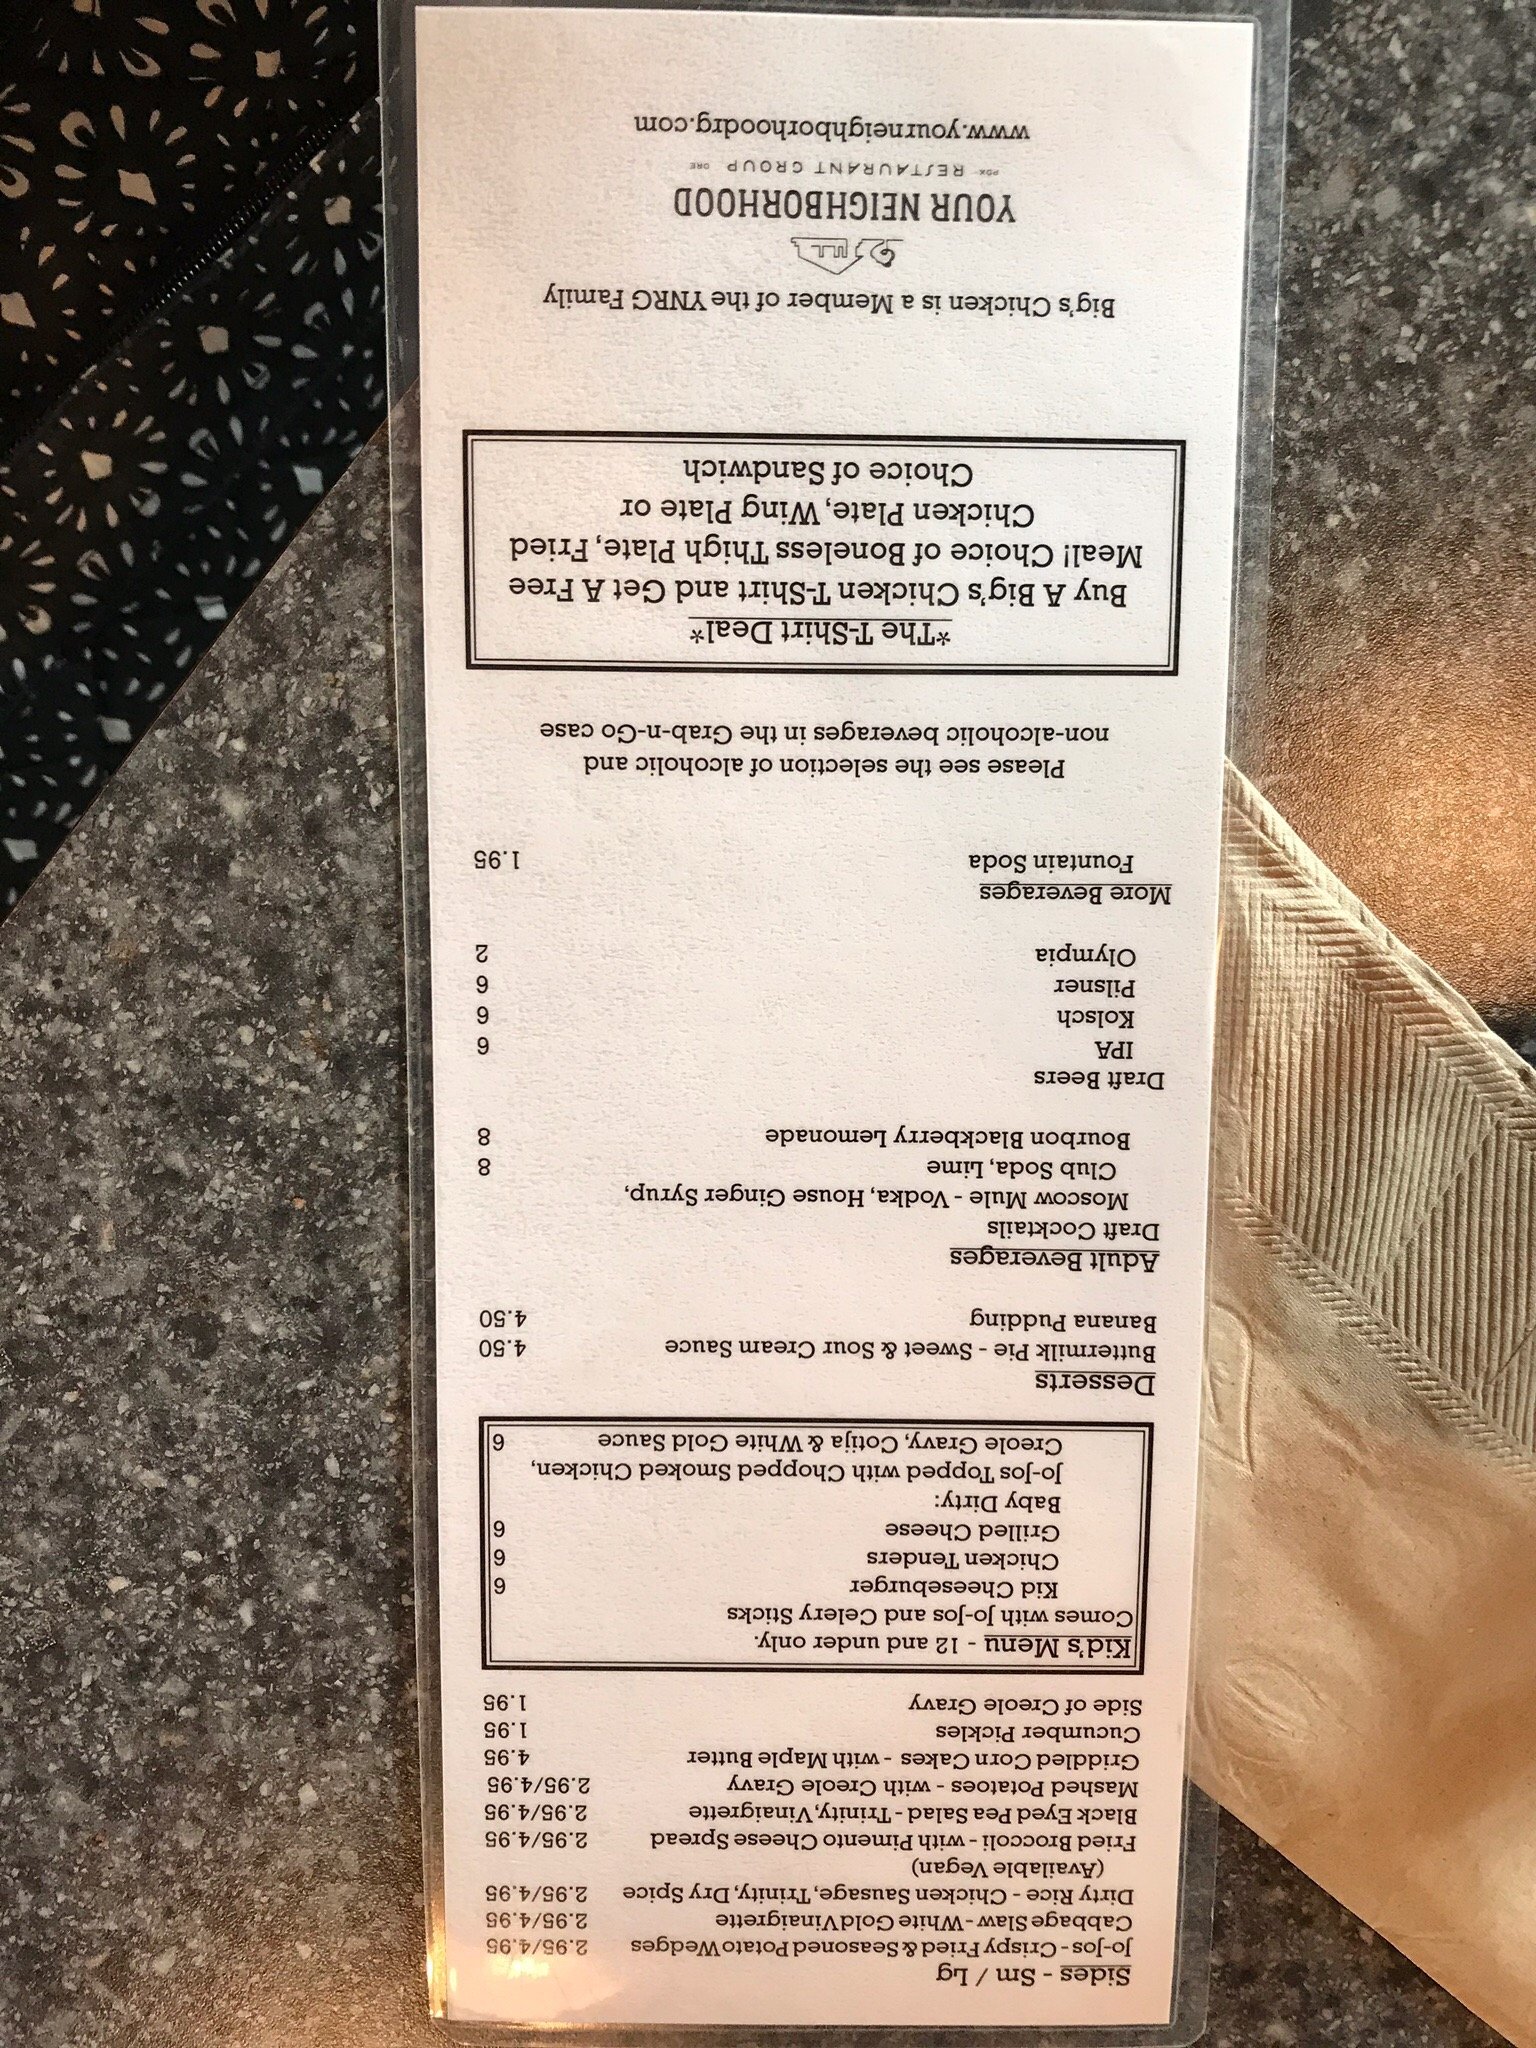 Sides - Sm / Lg
Jo-Jos - Crispy Fried & Seasoned Potato Wedges 2.95/4.95
Cabbage Slaw - White Gold Vinaigrette 2.95/4.95
Dirty Rice - Chicken Sausage, Trinity, Dry Spice 2.95/4.95
(Available Vegan)
Fried Broccoli - with Pimento Cheese Spread 2.95/4.95
Black Eyed Pea Salad - Trinity, Vinaigrette 2.95/4.95
Mashed Potatoes - with Creole Gravy 2.95/4.95
Griddled Corn Cakes - with Maple Butter 4.95
Cucumber Pickles 1.95
Side of Creole Gravy 1.95
Kid's Menu - 12 and under only.
Comes with Jo-Jos and Celery Sticks
Kid Cheeseburger 6
Chicken Tenders 6
Grilled Cheese 6
Baby Dirty:
Jo-Jos Topped with Chopped Smoked Chicken,
Creole Gravy, Cotija & White Gold Sauce 6
Desserts
Buttermilk Pie - Sweet & Sour Cream Sauce 4.50
Banana Pudding 4.50
Adult Beverages
Draft Cocktails
Moscow Mule - Vodka, House Ginger Syrup,
Club Soda, Lime 8
Bourbon Blackberry Lemonade 8
Draft Beers
IPA 6
Kolsch 6
Pilsner 6
Olympia 2
More Beverages
Fountain Soda 1.95
Please see the selection of alcoholic and
non-alcoholic beverages in the Grab-n-Go case
*The T-Shirt Deal*
Buy A Big's Chicken T-Shirt and Get A Free
Meal! Choice of Boneless Thigh Plate, Fried
Chicken Plate, Wing Plate or
Choice of Sandwich
Big's Chicken is a Member of the YNRG Family
YOUR NEIGHBORHOOD
PDX RESTAURANT GROUP ORE
www.yourneighborhoodrg.com